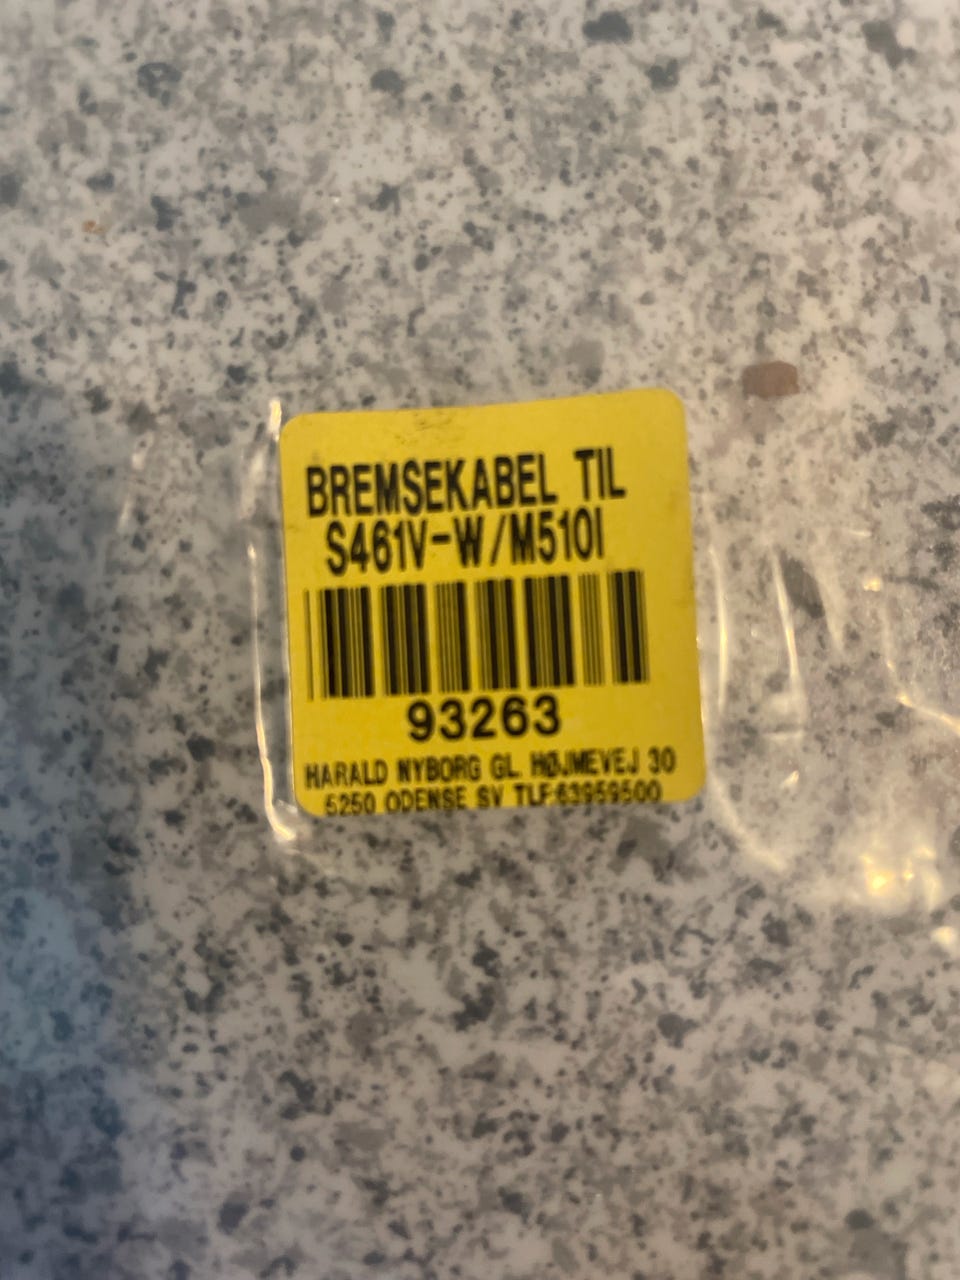 BREMSEKABEL TIL
S461V-W/M510I
93263
HARALD NYBORG GL. HØJMEVEJ 30
5250 ODENSE SV TLF:63959500